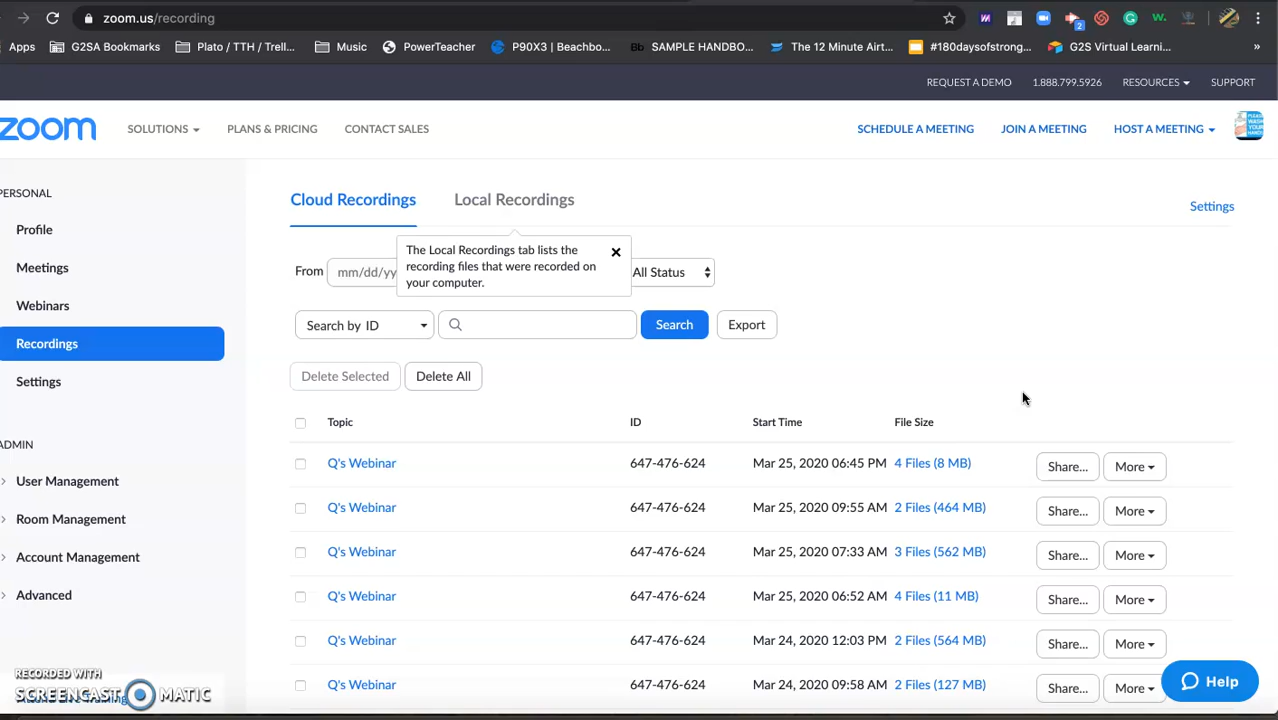 zoom.us/recording
2
Apps G2SA Bookmarks Plato / TTH / Trell... Music PowerTeacher P90X3 | Beachbo... Bb SAMPLE HANDBO... The 12 Minute Airt... #180daysofstrong... G2S Virtual Learni... »
REQUEST A DEMO 1.888.799.5926 RESOURCES SUPPORT
zoom SOLUTIONS PLANS & PRICING CONTACT SALES SCHEDULE A MEETING JOIN A MEETING HOST A MEETING
PERSONAL
Profile
Meetings
Webinars
Recordings
Settings
ADMIN
User Management
Room Management
Account Management
Advanced
Cloud Recordings Local Recordings Settings
The Local Recordings tab lists the
recording files that were recorded on
your computer.
From mm/dd/yy All Status
Search by ID Search Export
Delete Selected Delete All
Topic ID Start Time File Size
Q's Webinar 647-476-624 Mar 25, 2020 06:45 PM 4 Files (8 MB) Share... More
Q's Webinar 647-476-624 Mar 25, 2020 09:55 AM 2 Files (464 MB) Share... More
Q's Webinar 647-476-624 Mar 25, 2020 07:33 AM 3 Files (562 MB) Share... More
Q's Webinar 647-476-624 Mar 25, 2020 06:52 AM 4 Files (11 MB) Share... More
Q's Webinar 647-476-624 Mar 24, 2020 12:03 PM 2 Files (564 MB) Share... More
Q's Webinar 647-476-624 Mar 24, 2020 09:58 AM 2 Files (127 MB) Share... More
Help
RECORDED WITH
SCREENCAST MATIC